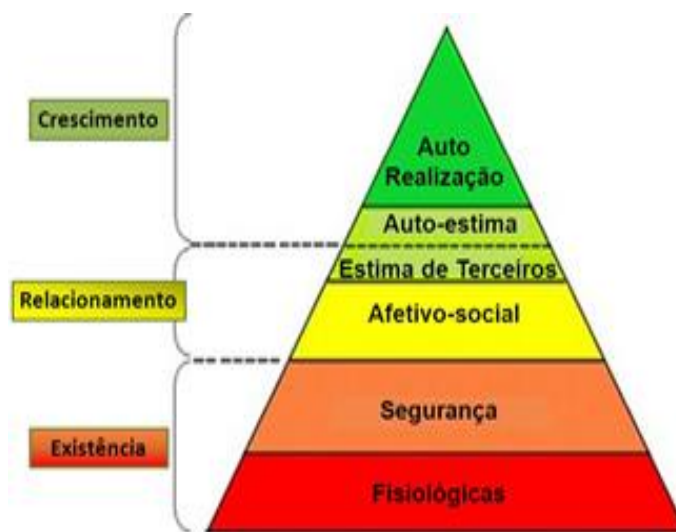 Crescimento
Auto
Realização
Auto-estima
Estima de Terceiros
Relacionamento
Afetivo-social
Segurança
Existência
Fisiológicas